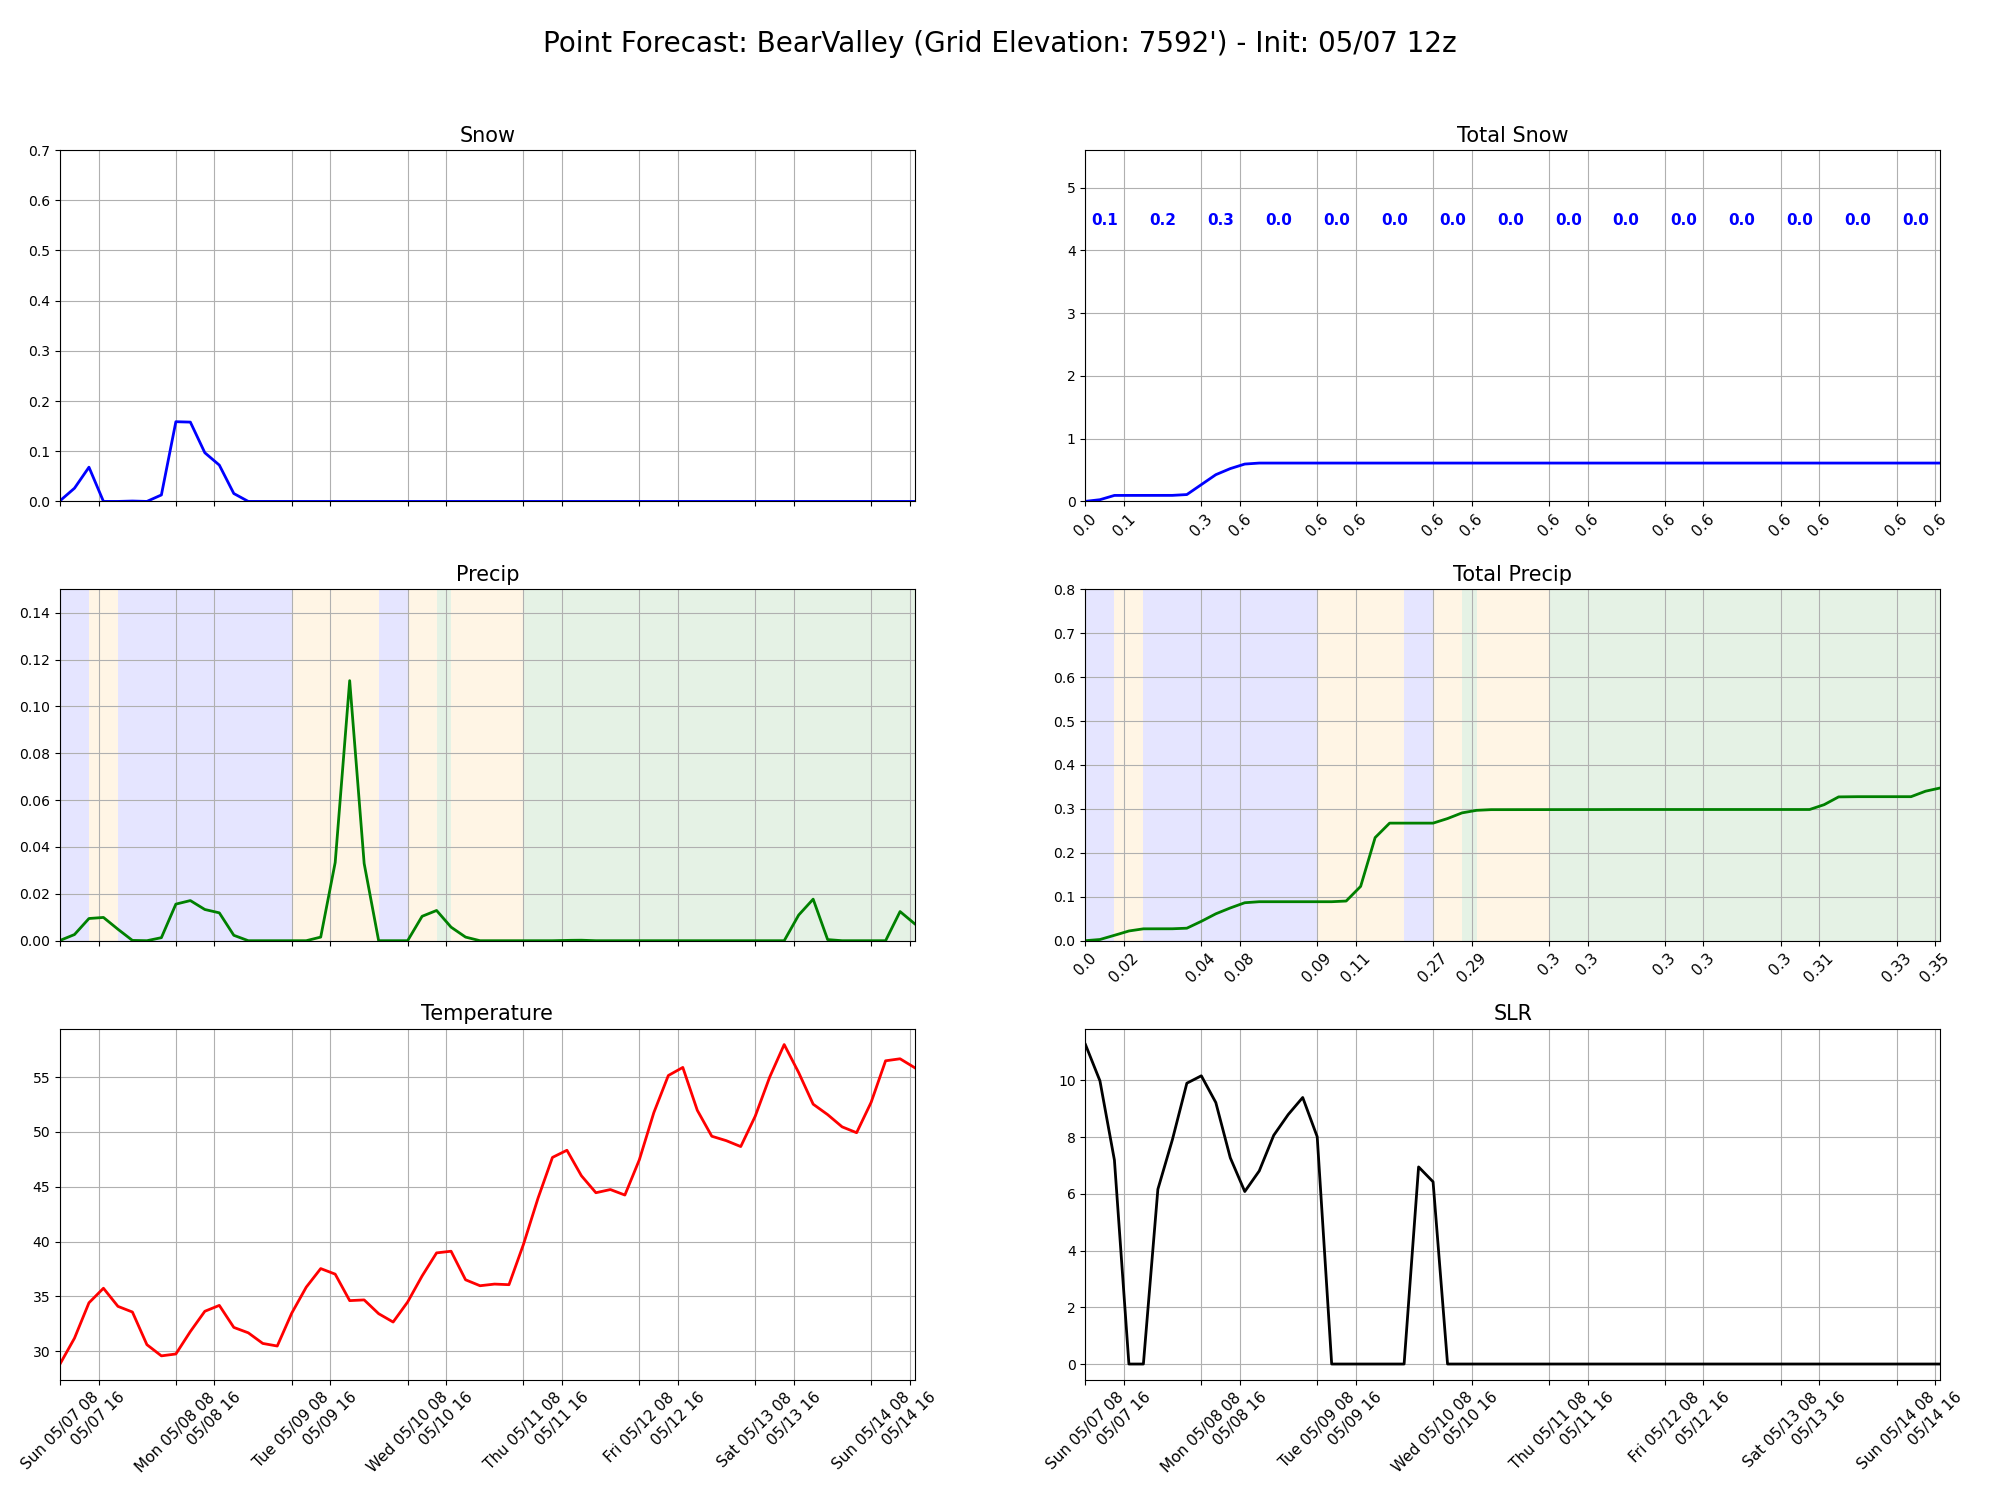 Point Forecast: BearValley (Grid Elevation: 7592') - Init: 05/07 12z
Snow
0.7
0.6
0.5
0.4
0.3
0.2
0.1
0.0
Total Snow
5
4
3
2
1
0
0.1 0.2 0.3 0.0 0.0 0.0 0.0 0.0 0.0 0.0 0.0 0.0 0.0 0.0 0.0
0.0 0.1 0.3 0.6 0.6 0.6 0.6 0.6 0.6 0.6 0.6 0.6 0.6 0.6 0.6 0.6
Precip
0.14
0.12
0.10
0.08
0.06
0.04
0.02
0.00
Total Precip
0.8
0.7
0.6
0.5
0.4
0.3
0.2
0.1
0.0
0.0 0.02 0.04 0.08 0.09 0.11 0.27 0.29 0.3 0.3 0.3 0.3 0.3 0.31 0.33 0.35
Temperature
55
50
45
40
35
30
Sun 05/07 08
05/07 16
Mon 05/08 08
05/08 16
Tue 05/09 08
05/09 16
Wed 05/10 08
05/10 16
Thu 05/11 08
05/11 16
Fri 05/12 08
05/12 16
Sat 05/13 08
05/13 16
Sun 05/14 08
05/14 16
SLR
10
8
6
4
2
0
Sun 05/07 08
05/07 16
Mon 05/08 08
05/08 16
Tue 05/09 08
05/09 16
Wed 05/10 08
05/10 16
Thu 05/11 08
05/11 16
Fri 05/12 08
05/12 16
Sat 05/13 08
05/13 16
Sun 05/14 08
05/14 16